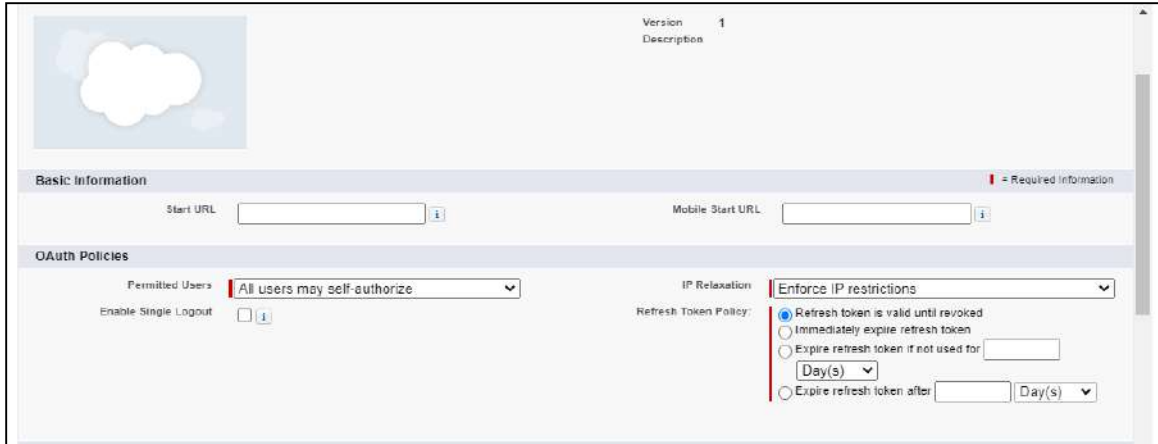 Version 1
Description
Basic Information
= Required Information
Start URL
i
Mobile Start URL
i
OAuth Policies
Permitted Users
All users may self-authorize
IP Relaxation
Enforce IP restrictions
Enable Single Logout
i
Refresh Token Policy:
Refresh token is valid until revoked
Immediately expire refresh token
Expire refresh token if not used for
Day(s)
Expire refresh token after
Day(s)